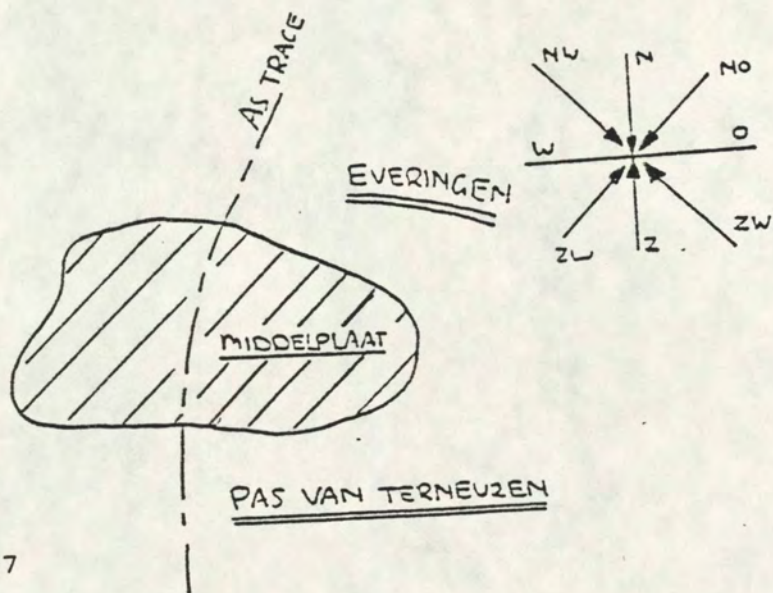 AS TRACE
NW
N
NO
W
O
EVERINGEN
ZW
Z
ZW
MIDDELPLAAT
PAS VAN TERNEUZEN
7